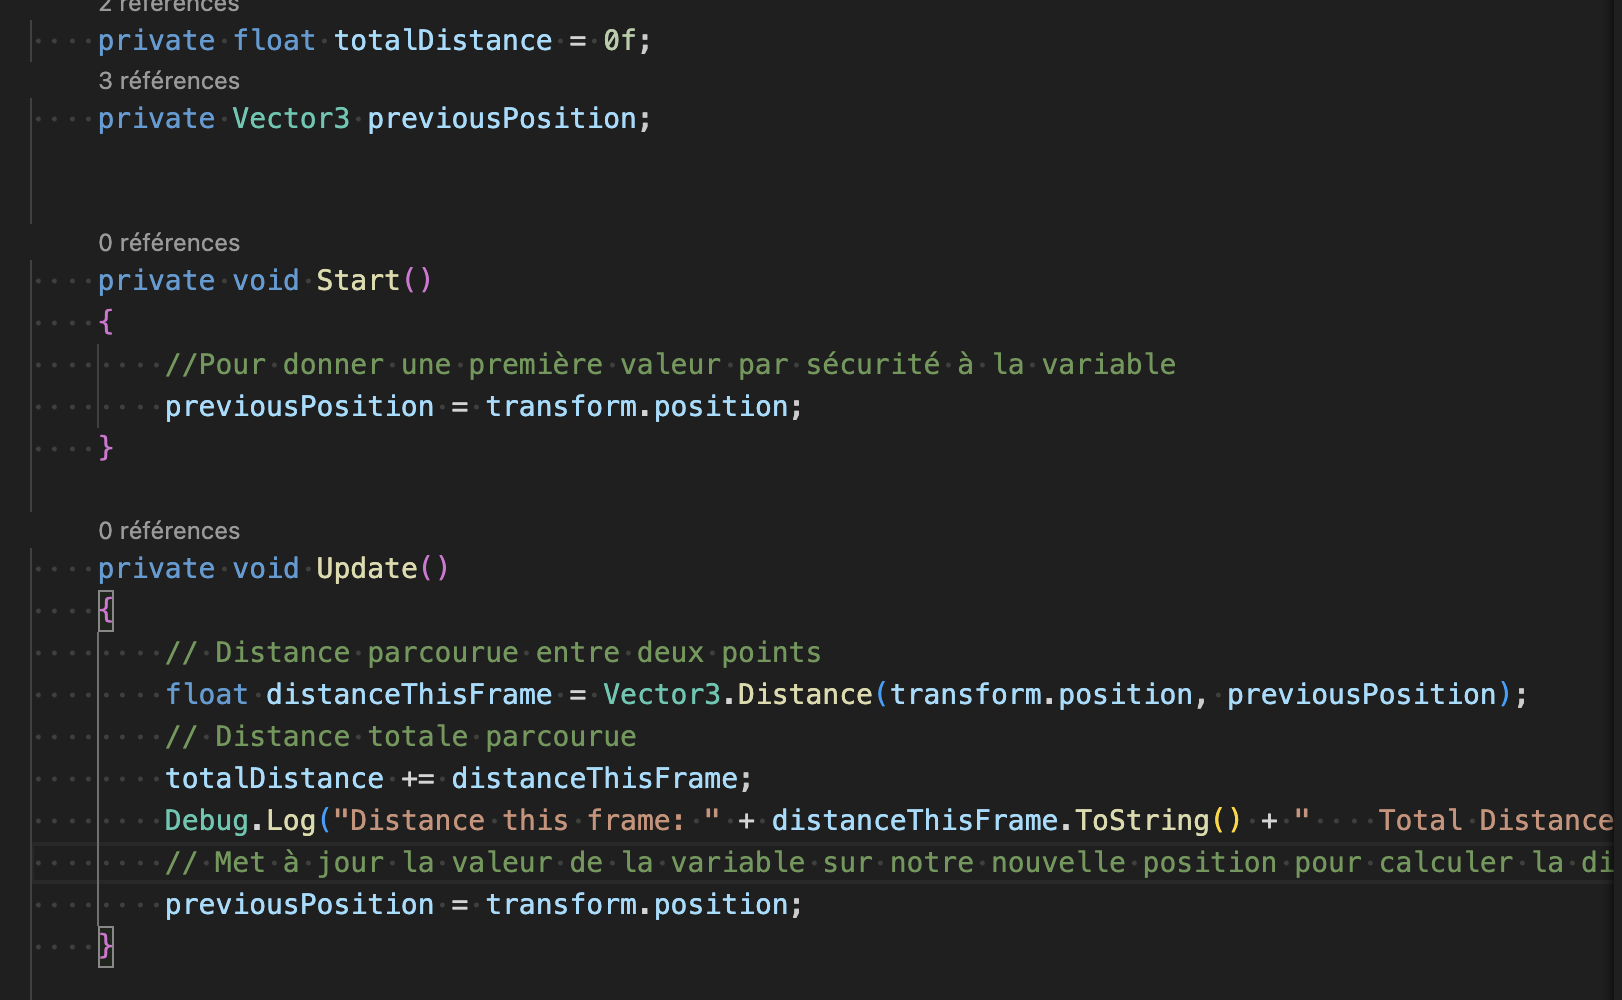 2 références
private float totalDistance = 0f;
3 références
private Vector3 previousPosition;
0 références
private void Start()
{
//Pour donner une première valeur par sécurité à la variable
previousPosition = transform.position;
}
0 références
private void Update()
{
// Distance parcourue entre deux points
float distanceThisFrame = Vector3.Distance(transform.position, previousPosition);
// Distance totale parcourue
totalDistance += distanceThisFrame;
Debug.Log("Distance this frame: " + distanceThisFrame.ToString() + "    Total Distance
// Met à jour la valeur de la variable sur notre nouvelle position pour calculer la di
previousPosition = transform.position;
}